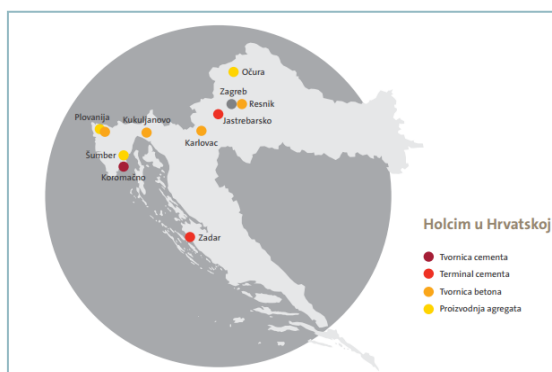 Očura
Zagreb
Resnik
Jastrebarsko
Plovanija
Kukuljanovo
Karlovac
Šumber
Koromačno
Zadar
Holcim u Hrvatskoj
Tvornica cementa
Terminal cementa
Tvornica betona
Proizvodnja agregata